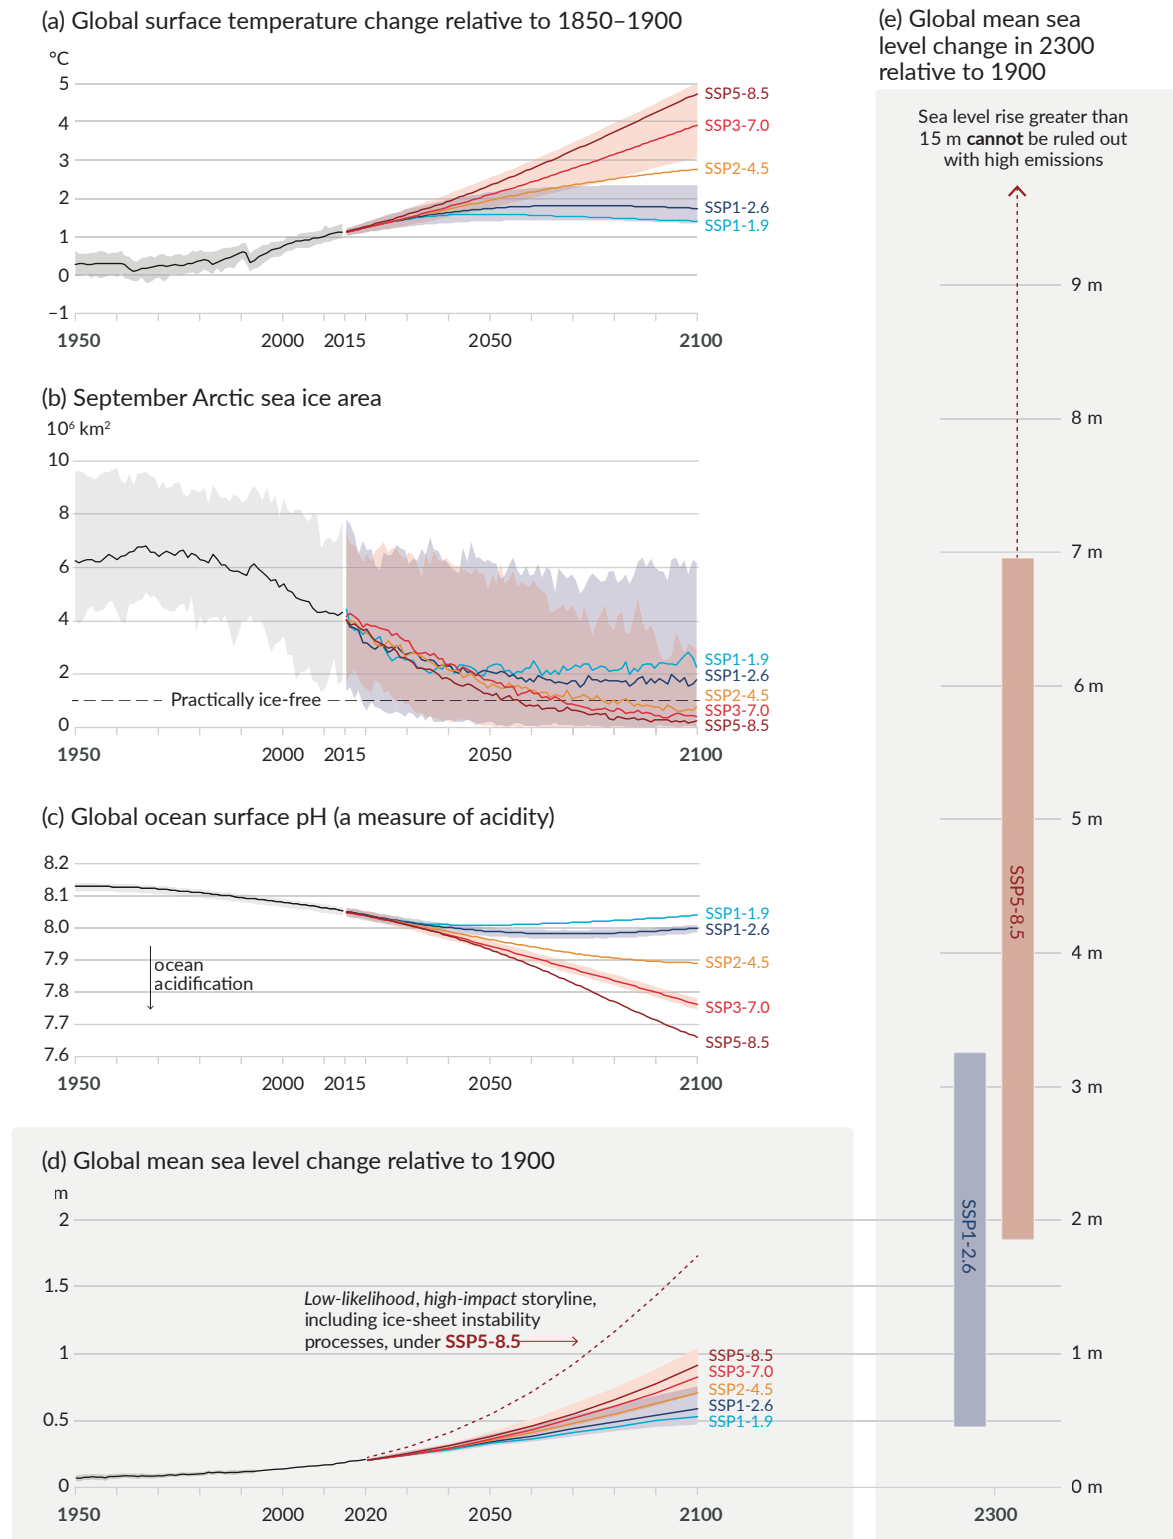 (a) Global surface temperature change relative to 1850–1900
°C
5
4
3
2
1
0
–1
SSP5-8.5
SSP3-7.0
SSP2-4.5
SSP1-2.6
SSP1-1.9
1950
2000
2015
2050
2100
(b) September Arctic sea ice area
10⁶ km²
10
8
6
4
2
0
Practically ice-free
SSP1-1.9
SSP1-2.6
SSP2-4.5
SSP3-7.0
SSP5-8.5
1950
2000
2015
2050
2100
(c) Global ocean surface pH (a measure of acidity)
8.2
8.1
8.0
7.9
7.8
7.7
7.6
ocean
acidification
SSP1-1.9
SSP1-2.6
SSP2-4.5
SSP3-7.0
SSP5-8.5
1950
2000
2015
2050
2100
(d) Global mean sea level change relative to 1900
m
2
1.5
1
0.5
0
Low-likelihood, high-impact storyline,
including ice-sheet instability
processes, under SSP5-8.5
SSP5-8.5
SSP3-7.0
SSP2-4.5
SSP1-2.6
SSP1-1.9
1950
2000
2020
2050
2100
(e) Global mean sea
level change in 2300
relative to 1900
Sea level rise greater than
15 m cannot be ruled out
with high emissions
9 m
8 m
7 m
6 m
5 m
4 m
3 m
2 m
1 m
0 m
SSP5-8.5
SSP1-2.6
2300